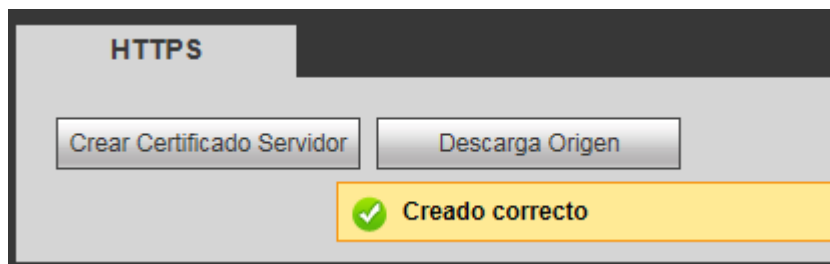 HTTPS
Crear Certificado Servidor Descarga Origen
Creado correcto